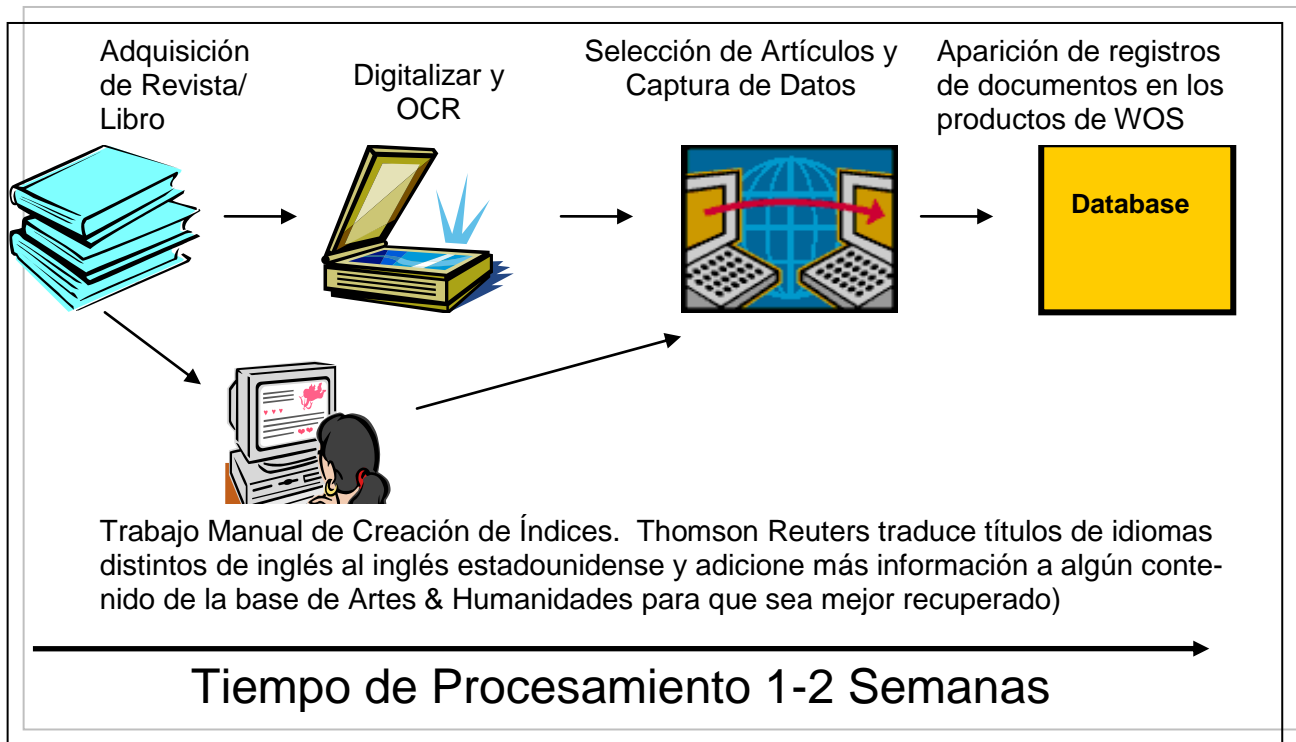 Adquisición
de Revista/
Libro
Digitalizar y
OCR
Selección de Artículos y
Captura de Datos
Aparición de registros
de documentos en los
productos de WOS
Database
Trabajo Manual de Creación de Índices.  Thomson Reuters traduce títulos de idiomas
distintos de inglés al inglés estadounidense y adicione más información a algún conte-
nido de la base de Artes & Humanidades para que sea mejor recuperado)
Tiempo de Procesamiento 1-2 Semanas